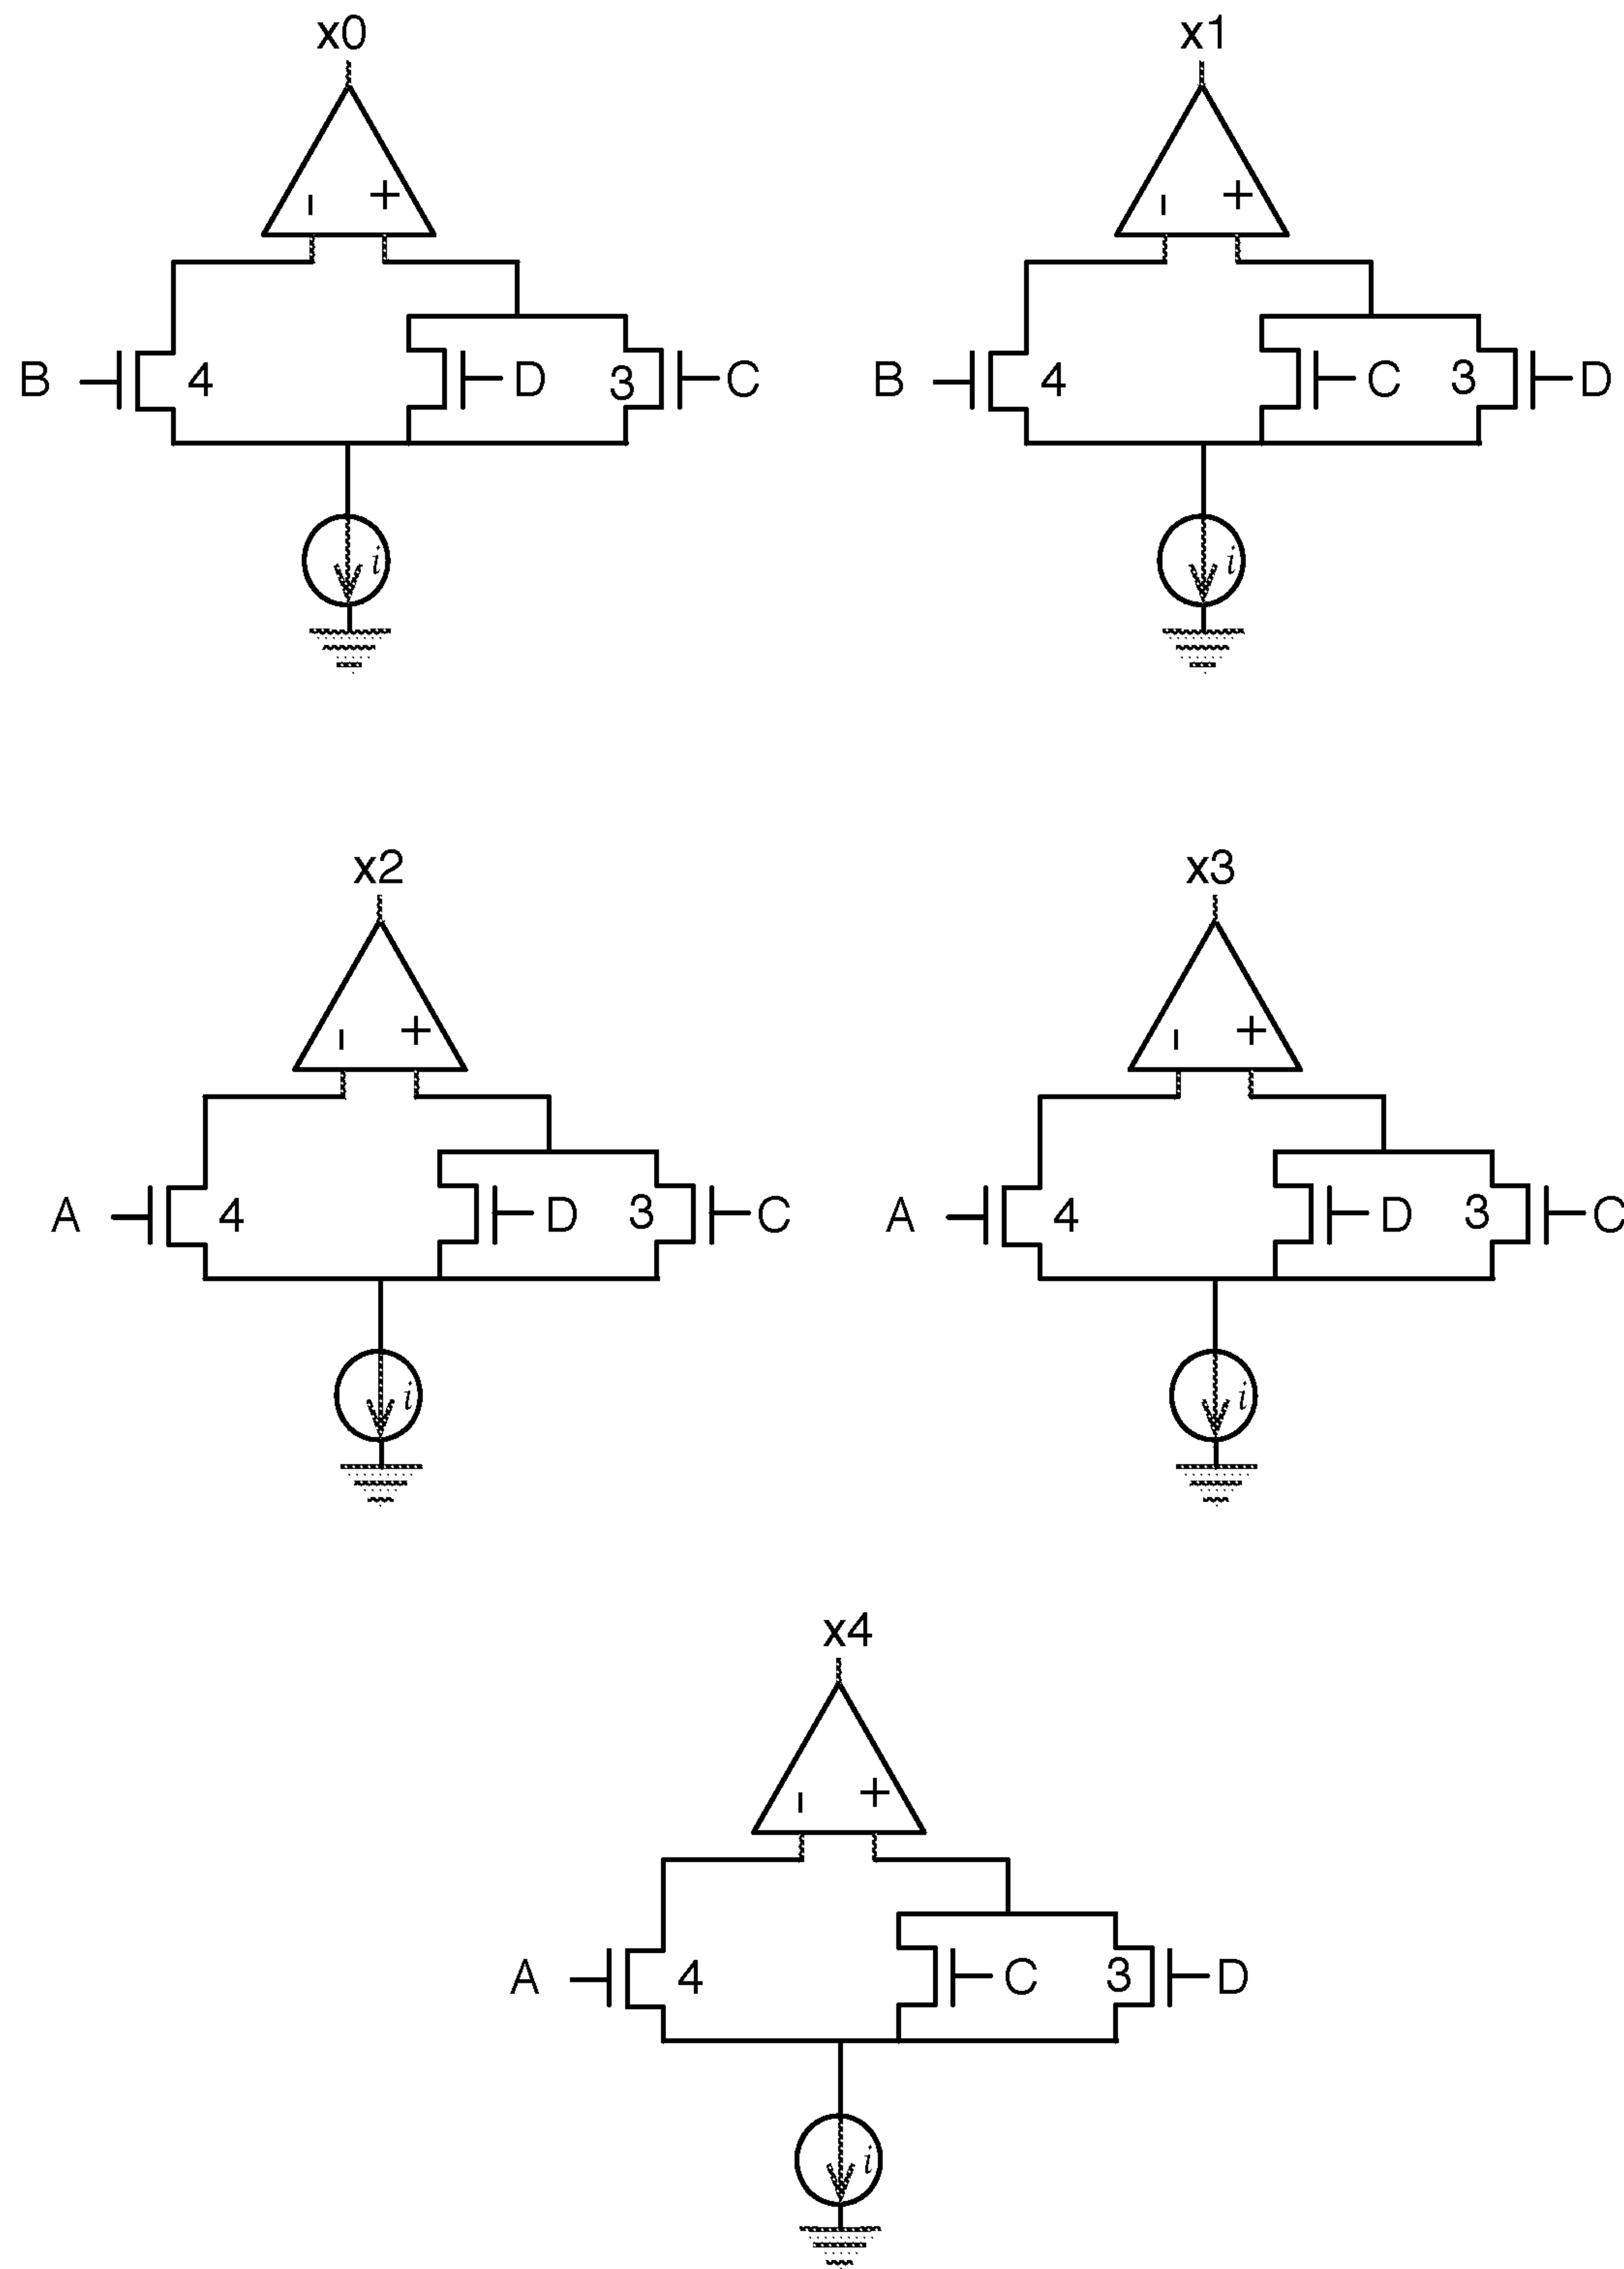 x0 x1
- + - +
B 4 D 3 C B 4 C 3 D
i i
x2 x3
- + - +
A 4 D 3 C A 4 D 3 C
i i
x4
- +
A 4 C 3 D
i